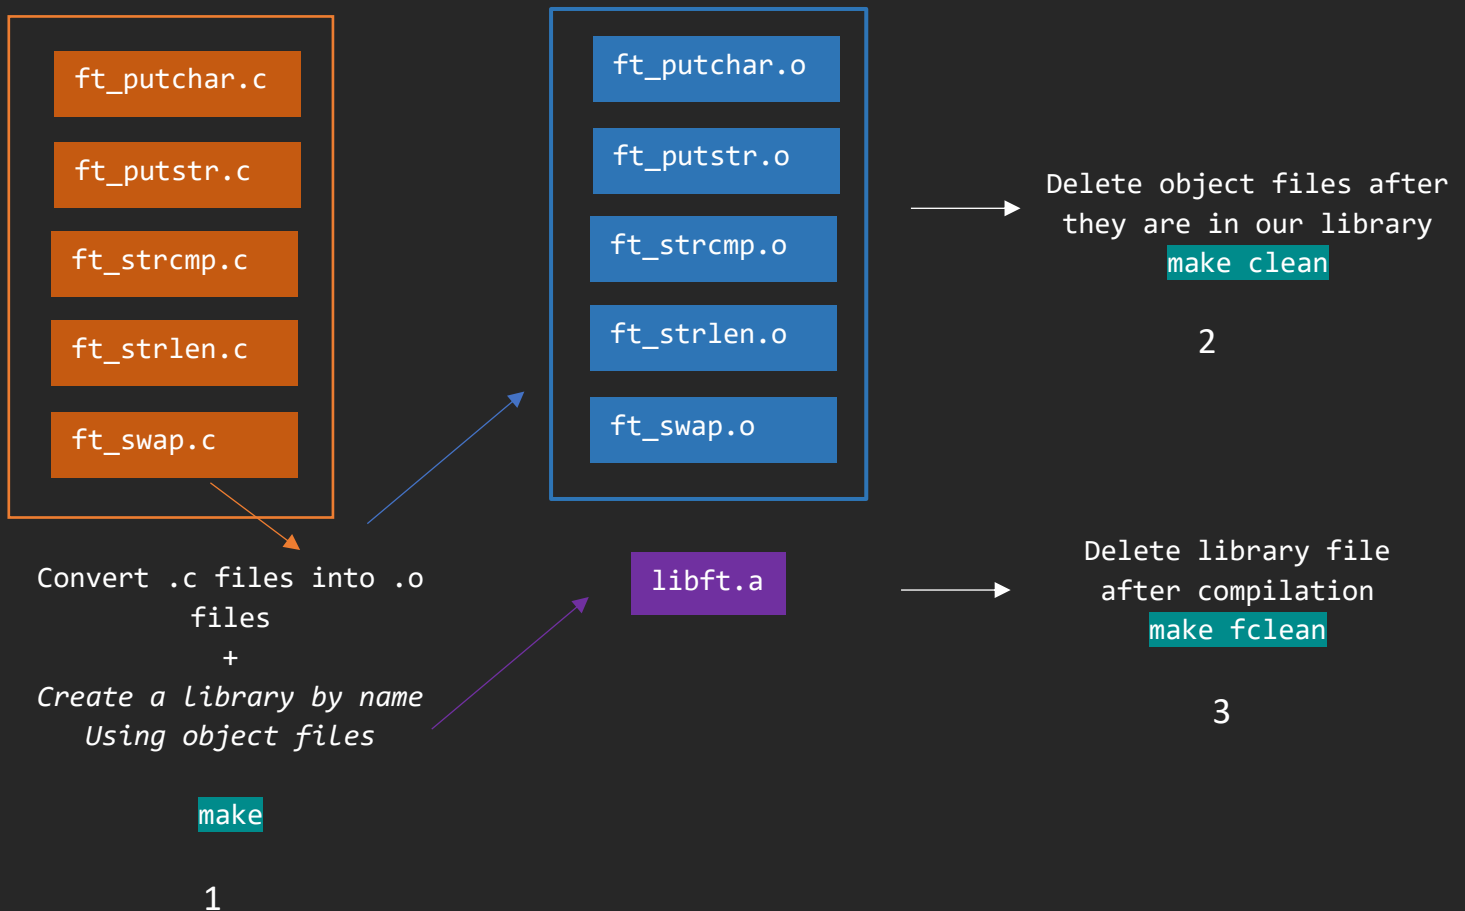 ft_putchar.c
ft_putstr.c
ft_strcmp.c
ft_strlen.c
ft_swap.c
Convert .c files into .o
files
+
Create a library by name
Using object files
make
1
ft_putchar.o
ft_putstr.o
ft_strcmp.o
ft_strlen.o
ft_swap.o
libft.a
Delete object files after
they are in our library
make clean
2
Delete library file
after compilation
make fclean
3